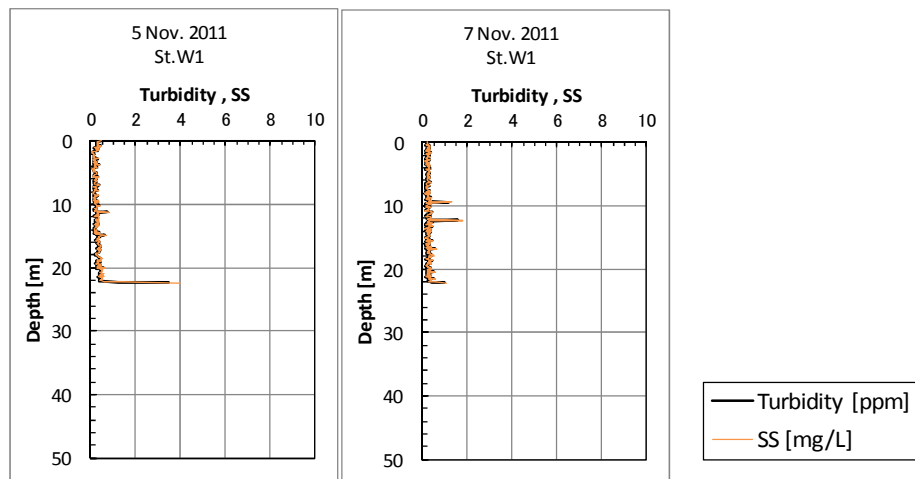 5 Nov. 2011
St.W1
Turbidity , SS
0 2 4 6 8 10
0
10
20
30
40
50
Depth [m]
7 Nov. 2011
St.W1
Turbidity , SS
0 2 4 6 8 10
0
10
20
30
40
50
Depth [m]
Turbidity [ppm]
SS [mg/L]